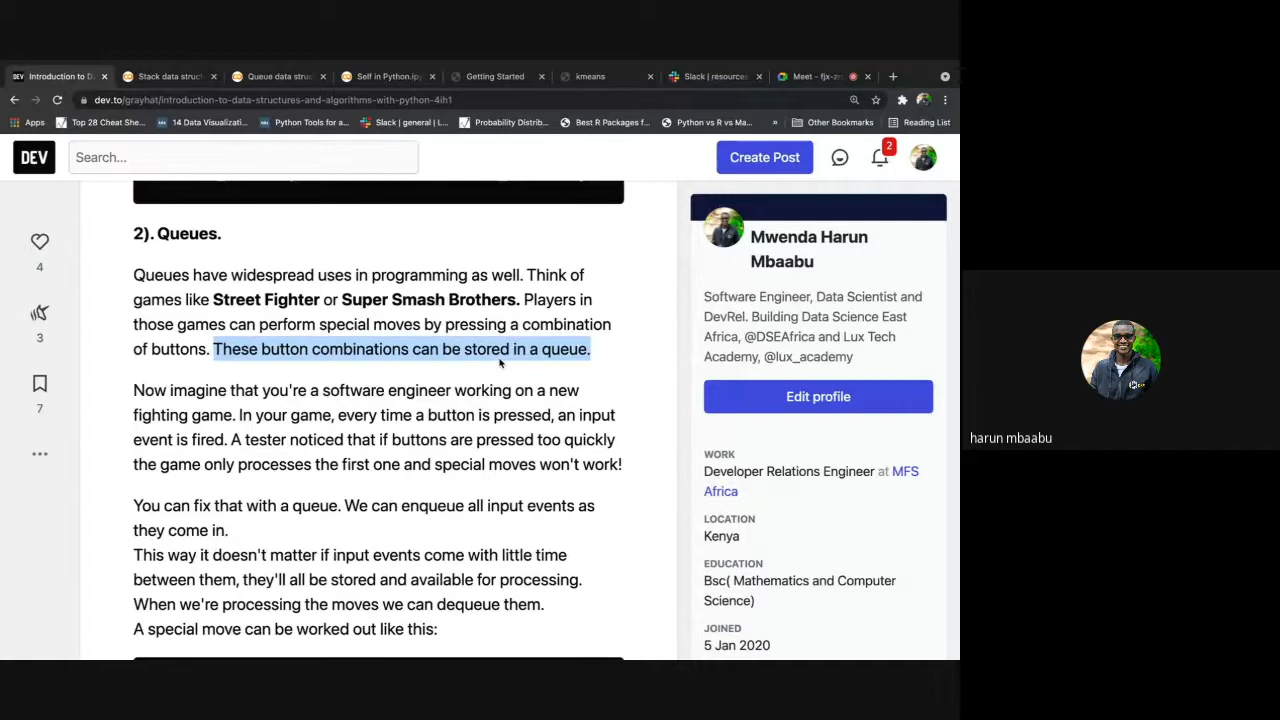 Introduction to D
Stack data struc
Queue data struc
Self in Python.ip
Getting Started
kmeans
Slack | resources
Meet - fjx-z
dev.to/grayhat/introduction-to-data-structures-and-algorithms-with-python-4ih1
Apps
Top 28 Cheat She...
14 Data Visualizati...
Python Tools for a...
Slack | general | L...
Probability Distrib...
Best R Packages f...
Python vs R vs Ma...
»
Other Bookmarks
Reading List
DEV
Search...
Create Post
2
4
3
7
2). Queues.
Queues have widespread uses in programming as well. Think of
games like Street Fighter or Super Smash Brothers. Players in
those games can perform special moves by pressing a combination
of buttons. These button combinations can be stored in a queue.
Now imagine that you're a software engineer working on a new
fighting game. In your game, every time a button is pressed, an input
event is fired. A tester noticed that if buttons are pressed too quickly
the game only processes the first one and special moves won't work!
You can fix that with a queue. We can enqueue all input events as
they come in.
This way it doesn't matter if input events come with little time
between them, they'll all be stored and available for processing.
When we're processing the moves we can dequeue them.
A special move can be worked out like this:
Mwenda Harun
Mbaabu
Software Engineer, Data Scientist and
DevRel. Building Data Science East
Africa, @DSEAfrica and Lux Tech
Academy, @lux_academy
Edit profile
WORK
Developer Relations Engineer at MFS
Africa
LOCATION
Kenya
EDUCATION
Bsc( Mathematics and Computer
Science)
JOINED
5 Jan 2020
harun mbaabu